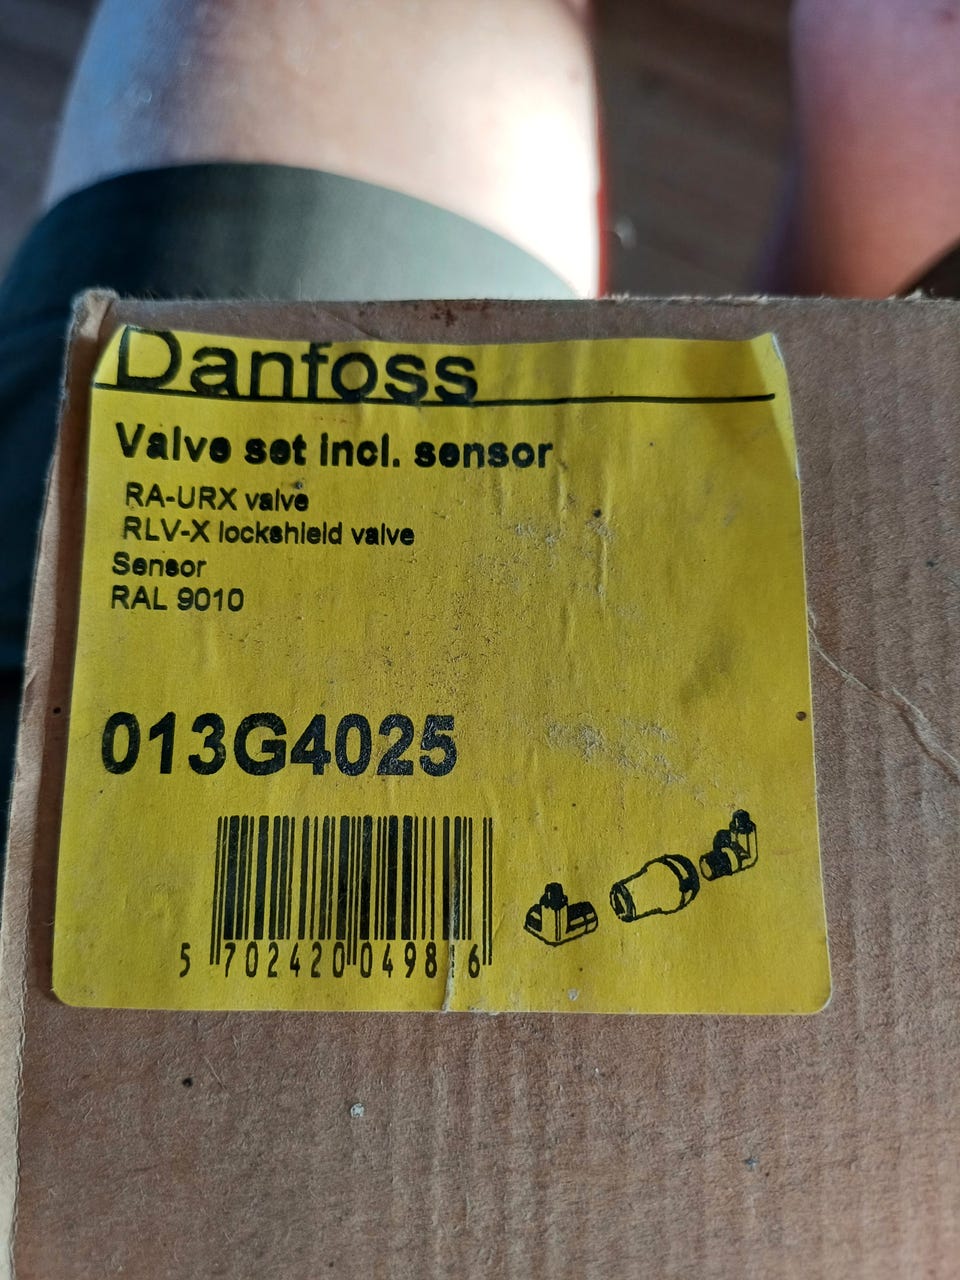 Danfoss
Valve set incl. sensor
RA-URX valve
RLV-X lockshield valve
Sensor
RAL 9010
013G4025
5 702420 049816